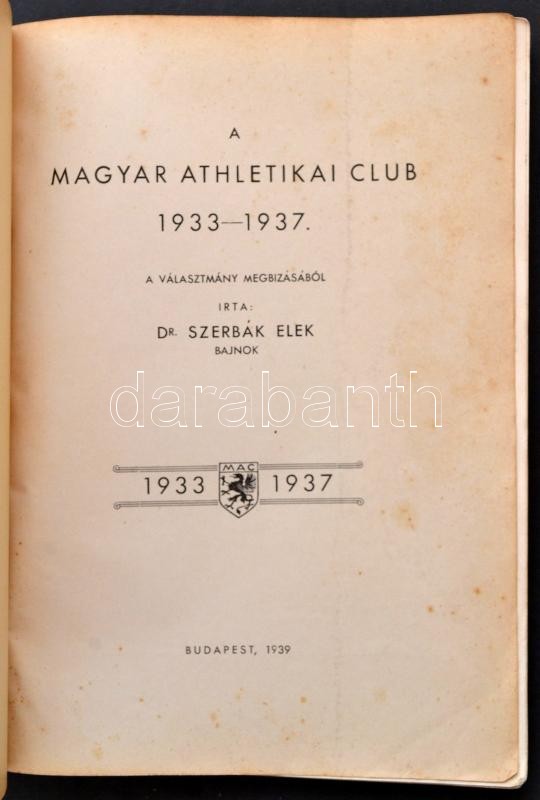 A
MAGYAR ATHLETIKAI CLUB
1933—1937.
A VÁLASZTMÁNY MEGBIZÁSÁBÓL
IRTA:
DR. SZERBÁK ELEK
BAJNOK
darabanth
MAC
1933 1937
BUDAPEST, 1939